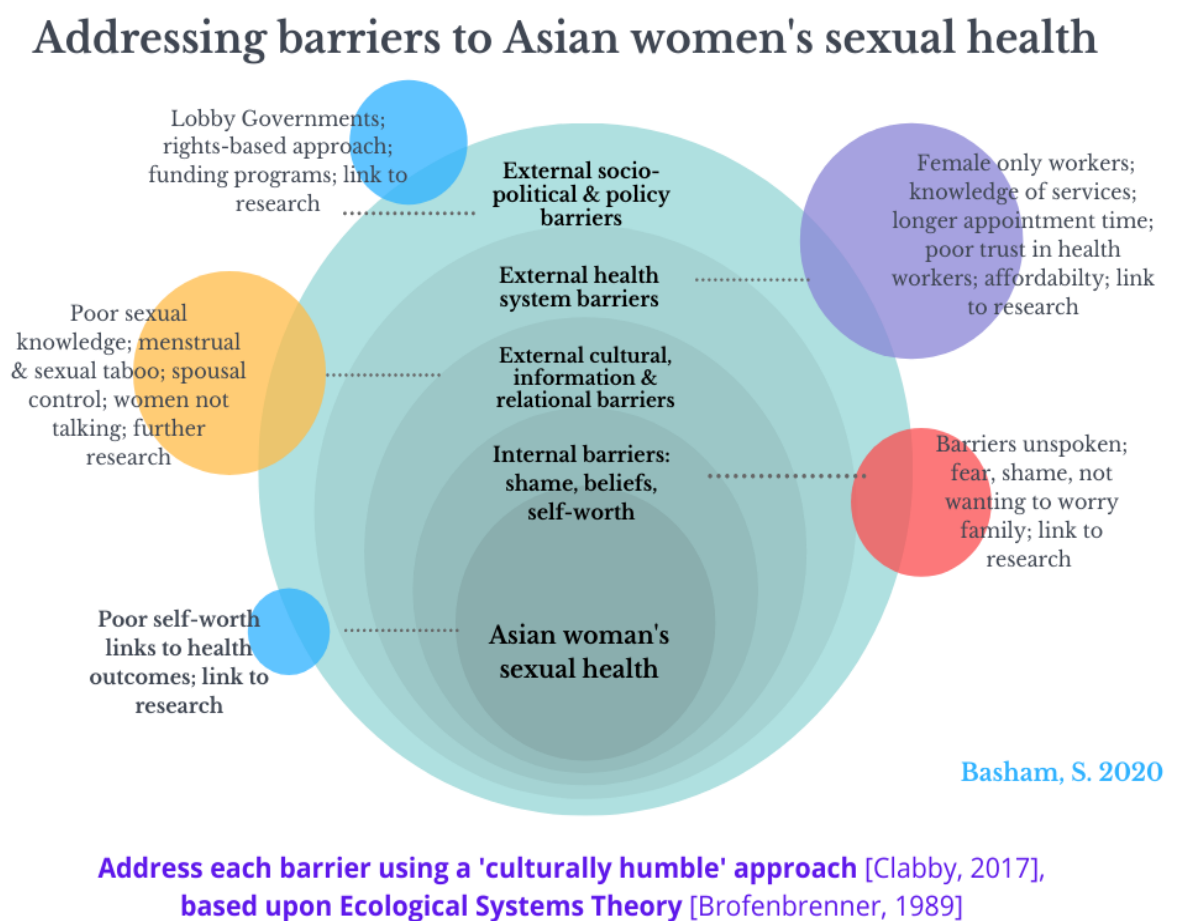 Addressing barriers to Asian women's sexual health
Lobby Governments;
rights-based approach;
funding programs; link to
research
External socio-
political & policy
barriers
Female only workers;
knowledge of services;
longer appointment time;
poor trust in health
workers; affordabilty; link
to research
External health
system barriers
Poor sexual
knowledge; menstrual
& sexual taboo; spousal
control; women not
talking; further
research
External cultural,
information &
relational barriers
Internal barriers:
shame, beliefs,
self-worth
Barriers unspoken;
fear, shame, not
wanting to worry
family; link to
research
Poor self-worth
links to health
outcomes; link to
research
Asian woman's
sexual health
Basham, S. 2020
Address each barrier using a 'culturally humble' approach [Clabby, 2017],
based upon Ecological Systems Theory [Brofenbrenner, 1989]